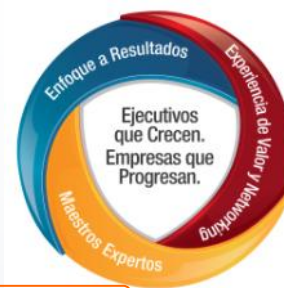 Enfoque a Resultados
Experiencia de Valor y Networking
Ejecutivos
que Crecen.
Empresas que
Progresan.
Maestros Expertos